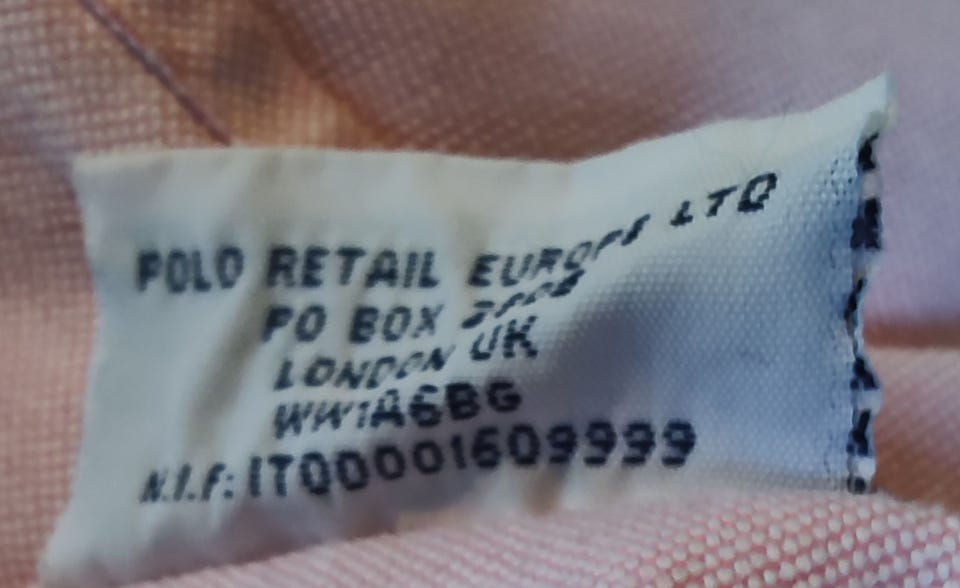 POLO RETAIL EUROPE LTD
PO BOX
LONDON UK
WW1A6BG
N.I.F: IT00001609999